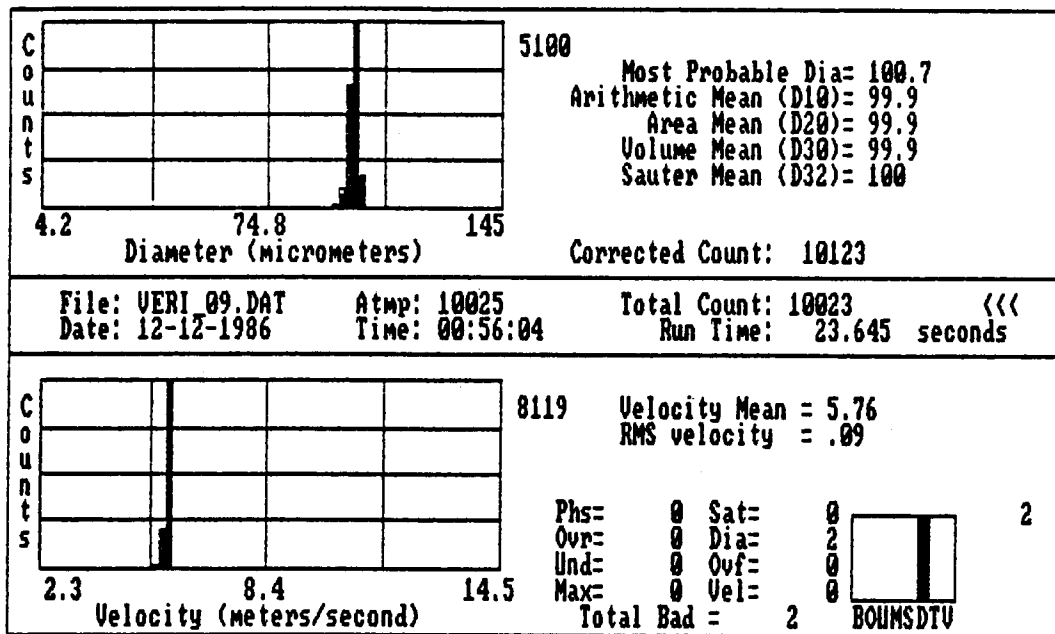 Counts
5100
Most Probable Dia= 100.7
Arithmetic Mean (D10)= 99.9
Area Mean (D20)= 99.9
Volume Mean (D30)= 99.9
Sauter Mean (D32)= 100
4.2 74.8 145
Diameter (micrometers)
Corrected Count: 10123
File: VERI_09.DAT Atmp: 10025 Total Count: 10023 <<<
Date: 12-12-1986 Time: 00:56:04 Run Time: 23.645 seconds
Counts
8119
Velocity Mean = 5.76
RMS velocity = .09
Phs= 0 Sat= 0 2
Ovr= 0 Dia= 2
Und= 0 Ovf= 0
Max= 0 Vel= 0
2.3 8.4 14.5
Velocity (meters/second)
Total Bad = 2 BOUMSDTV